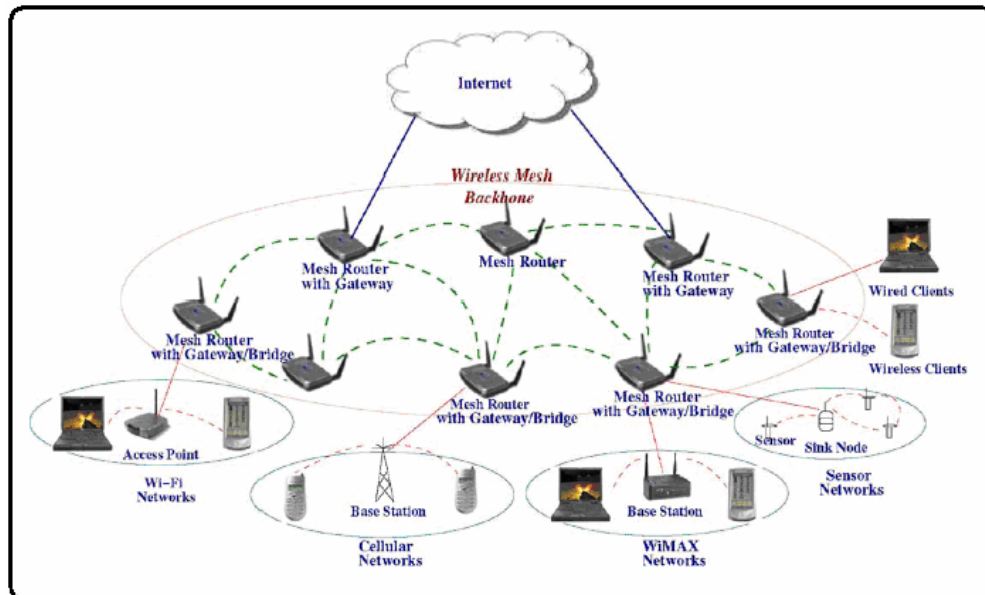 Internet
Wireless Mesh
Backbone
Mesh Router
with Gateway
Mesh Router
Mesh Router
with Gateway
Wired Clients
Mesh Router
with Gateway/Bridge
Mesh Router
with Gateway/Bridge
Wireless Clients
Mesh Router
with Gateway/Bridge
Mesh Router
with Gateway/Bridge
Access Point
Wi-Fi
Networks
Base Station
Cellular
Networks
Base Station
WiMAX
Networks
Sensor
Sink Node
Sensor
Networks